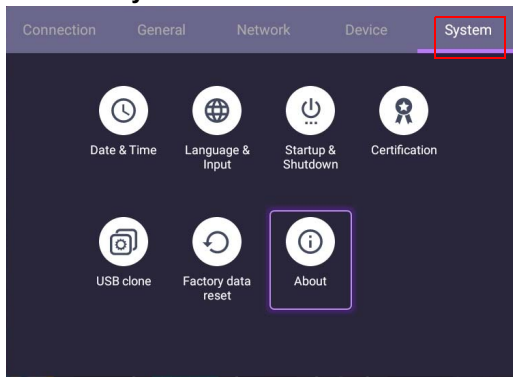 Connection General Network Device System
Date & Time
Language &
Input
Startup &
Shutdown
Certification
USB clone
Factory data
reset
About